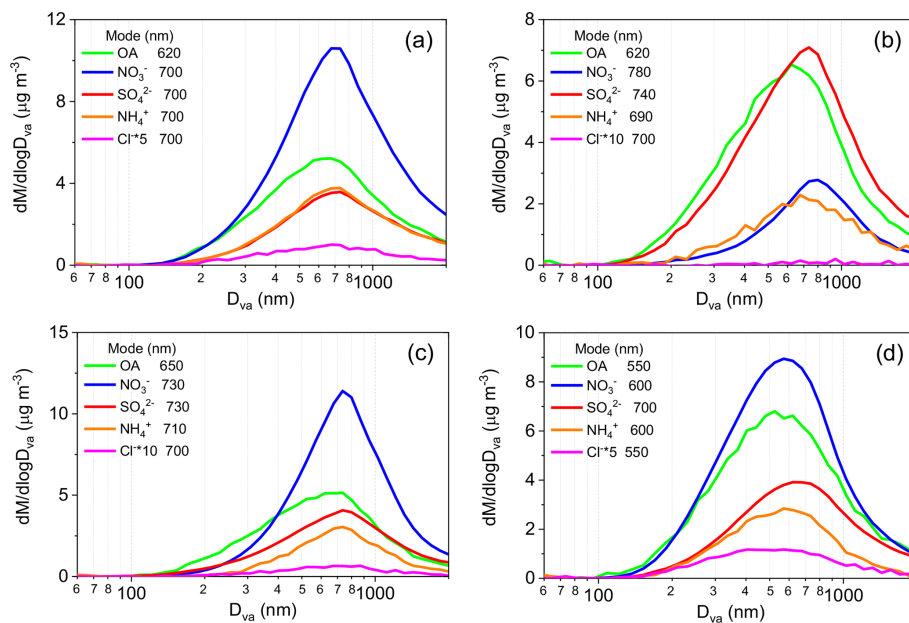 (a)
Mode (nm)
OA 620
NO₃⁻ 700
SO₄²⁻ 700
NH₄⁺ 700
Cl⁻*5 700
dM/dlogDva (μg m⁻³)
12
8
4
0
6 7 8 100 2 3 4 5 6 7 8 1000
Dva (nm)
(b)
Mode (nm)
OA 620
NO₃⁻ 780
SO₄²⁻ 740
NH₄⁺ 690
Cl⁻*10 700
dM/dlogDva (μg m⁻³)
8
6
4
2
0
6 7 8 100 2 3 4 5 6 7 8 1000
Dva (nm)
(c)
Mode (nm)
OA 650
NO₃⁻ 730
SO₄²⁻ 730
NH₄⁺ 710
Cl⁻*10 700
dM/dlogDva (μg m⁻³)
15
10
5
0
6 7 8 100 2 3 4 5 6 7 8 1000
Dva (nm)
(d)
Mode (nm)
OA 550
NO₃⁻ 600
SO₄²⁻ 700
NH₄⁺ 600
Cl⁻*5 550
dM/dlogDva (μg m⁻³)
10
8
6
4
2
0
6 7 8 100 2 3 4 5 6 7 8 1000
Dva (nm)